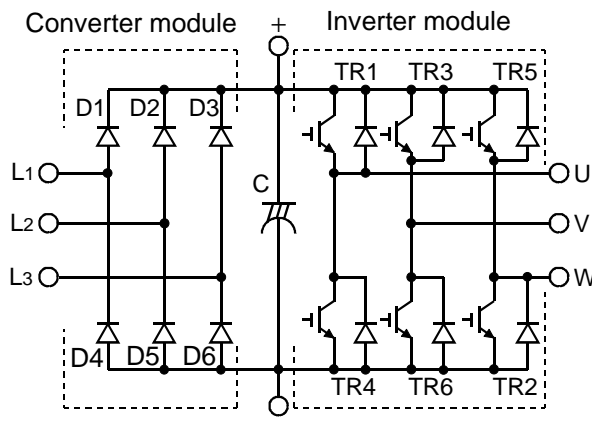 Converter module
+
Inverter module
TR1
TR3
TR5
D1
D2
D3
L1
U
C
L2
V
L3
W
D4
D5
D6
TR4
TR6
TR2